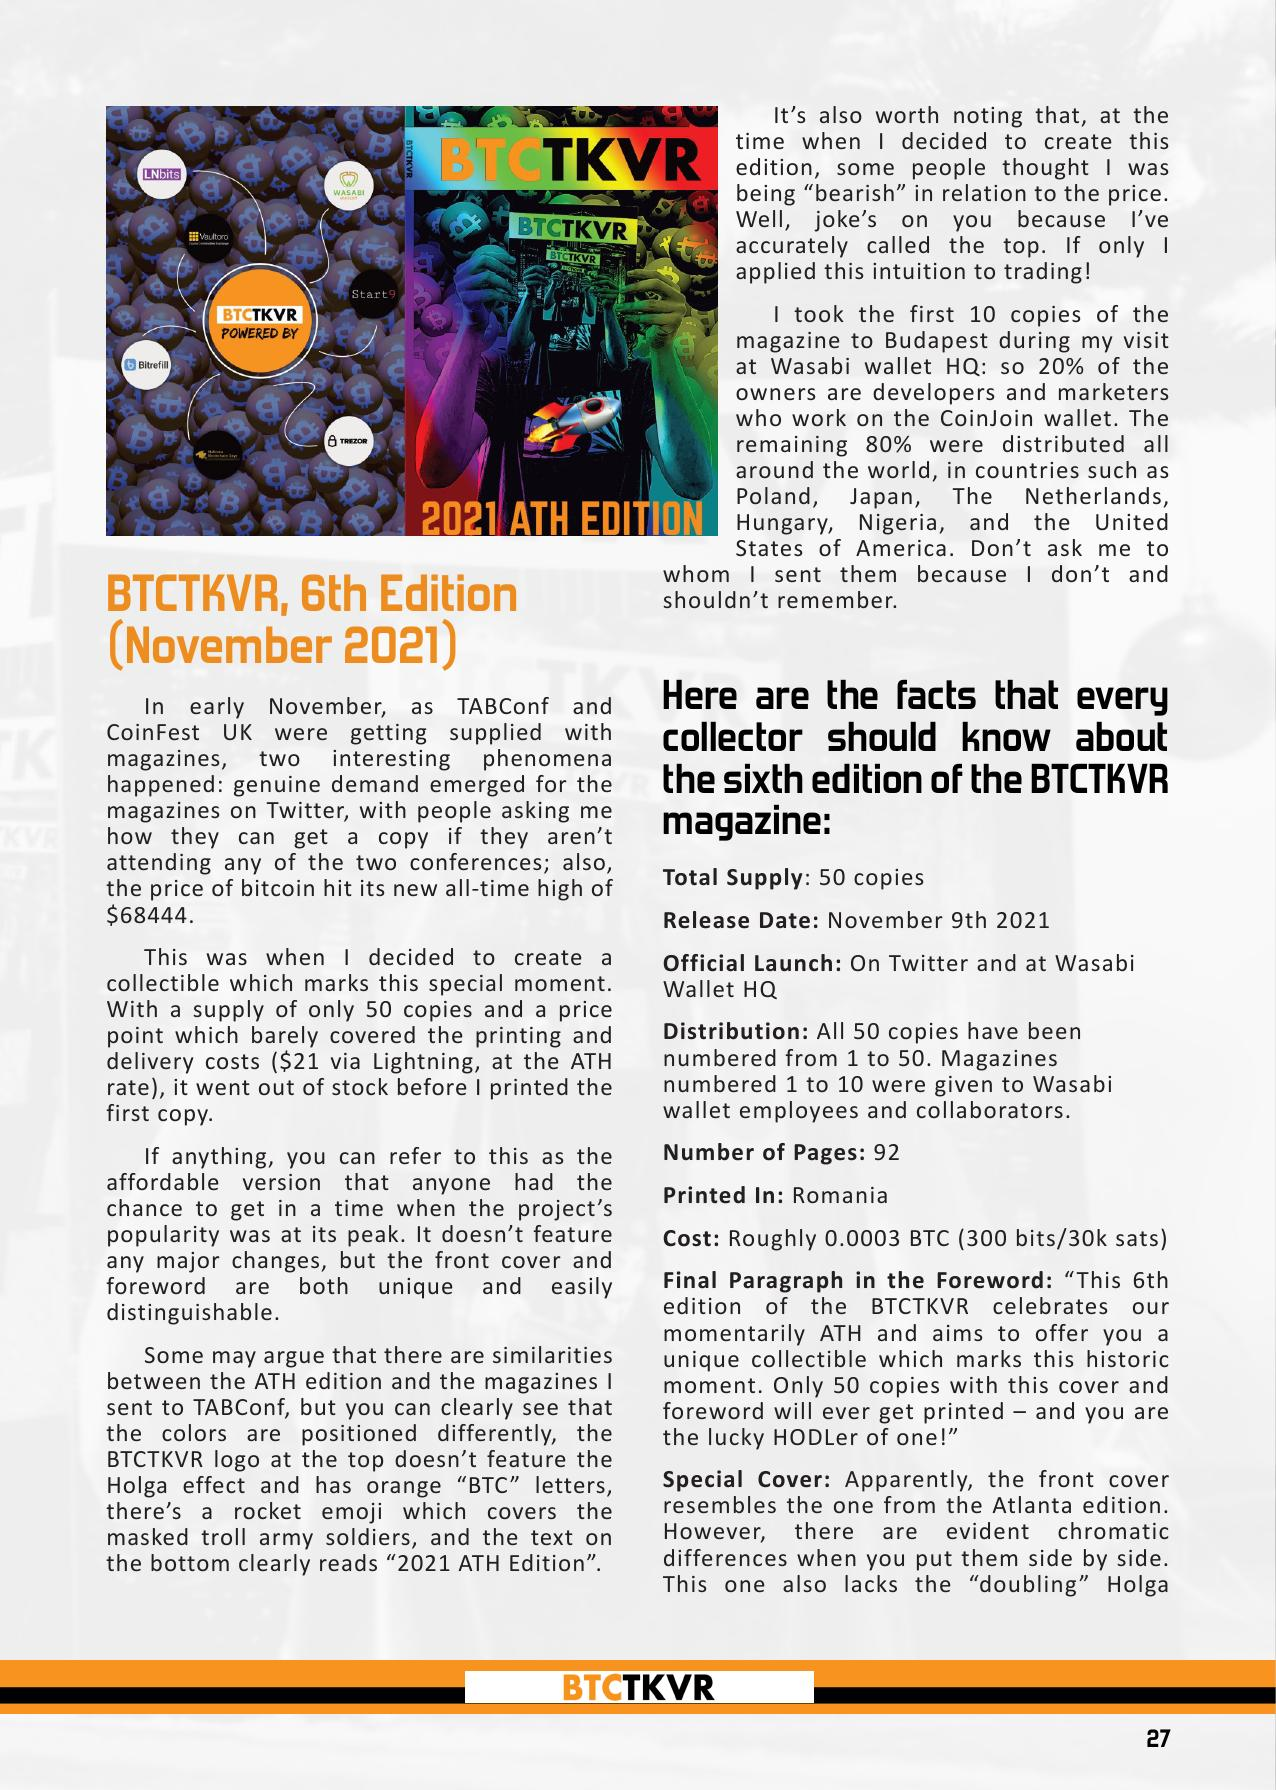 LNbits
WASABI
Vaultoro
Start9
BTCTKVR
POWERED BY
Bitrefill
TREZOR
BTCTKVR
BTCTKVR
BTCTKVR
BTCTKVR
2021 ATH EDITION
BTCTKVR, 6th Edition
(November 2021)
In early November, as TABConf and
CoinFest UK were getting supplied with
magazines, two interesting phenomena
happened: genuine demand emerged for the
magazines on Twitter, with people asking me
how they can get a copy if they aren’t
attending any of the two conferences; also,
the price of bitcoin hit its new all-time high of
$68444.
This was when I decided to create a
collectible which marks this special moment.
With a supply of only 50 copies and a price
point which barely covered the printing and
delivery costs ($21 via Lightning, at the ATH
rate), it went out of stock before I printed the
first copy.
If anything, you can refer to this as the
affordable version that anyone had the
chance to get in a time when the project’s
popularity was at its peak. It doesn’t feature
any major changes, but the front cover and
foreword are both unique and easily
distinguishable.
Some may argue that there are similarities
between the ATH edition and the magazines I
sent to TABConf, but you can clearly see that
the colors are positioned differently, the
BTCTKVR logo at the top doesn’t feature the
Holga effect and has orange “BTC” letters,
there’s a rocket emoji which covers the
masked troll army soldiers, and the text on
the bottom clearly reads “2021 ATH Edition”.
It’s also worth noting that, at the
time when I decided to create this
edition, some people thought I was
being “bearish” in relation to the price.
Well, joke’s on you because I’ve
accurately called the top. If only I
applied this intuition to trading!
I took the first 10 copies of the
magazine to Budapest during my visit
at Wasabi wallet HQ: so 20% of the
owners are developers and marketers
who work on the CoinJoin wallet. The
remaining 80% were distributed all
around the world, in countries such as
Poland, Japan, The Netherlands,
Hungary, Nigeria, and the United
States of America. Don’t ask me to
whom I sent them because I don’t and
shouldn’t remember.
Here are the facts that every
collector should know about
the sixth edition of the BTCTKVR
magazine:
Total Supply: 50 copies
Release Date: November 9th 2021
Official Launch: On Twitter and at Wasabi
Wallet HQ
Distribution: All 50 copies have been
numbered from 1 to 50. Magazines
numbered 1 to 10 were given to Wasabi
wallet employees and collaborators.
Number of Pages: 92
Printed In: Romania
Cost: Roughly 0.0003 BTC (300 bits/30k sats)
Final Paragraph in the Foreword: “This 6th
edition of the BTCTKVR celebrates our
momentarily ATH and aims to offer you a
unique collectible which marks this historic
moment. Only 50 copies with this cover and
foreword will ever get printed – and you are
the lucky HODLer of one!”
Special Cover: Apparently, the front cover
resembles the one from the Atlanta edition.
However, there are evident chromatic
differences when you put them side by side.
This one also lacks the “doubling” Holga
BTCTKVR
27